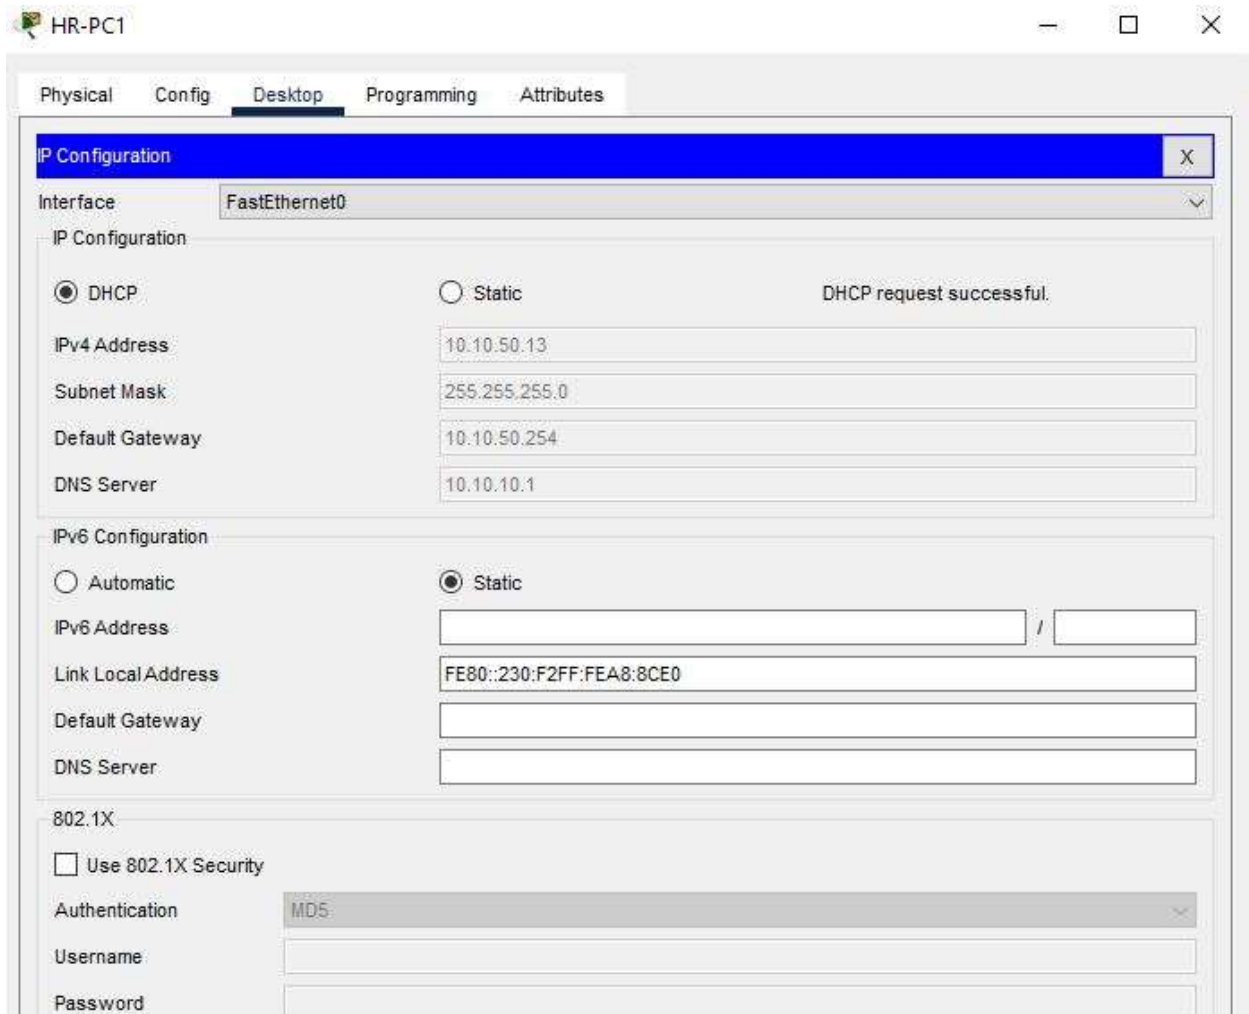 HR-PC1
Physical Config Desktop Programming Attributes
IP Configuration X
Interface FastEthernet0
IP Configuration
DHCP Static DHCP request successful.
IPv4 Address 10.10.50.13
Subnet Mask 255.255.255.0
Default Gateway 10.10.50.254
DNS Server 10.10.10.1
IPv6 Configuration
Automatic Static
IPv6 Address /
Link Local Address FE80::230:F2FF:FEA8:8CE0
Default Gateway
DNS Server
802.1X
Use 802.1X Security
Authentication MD5
Username
Password